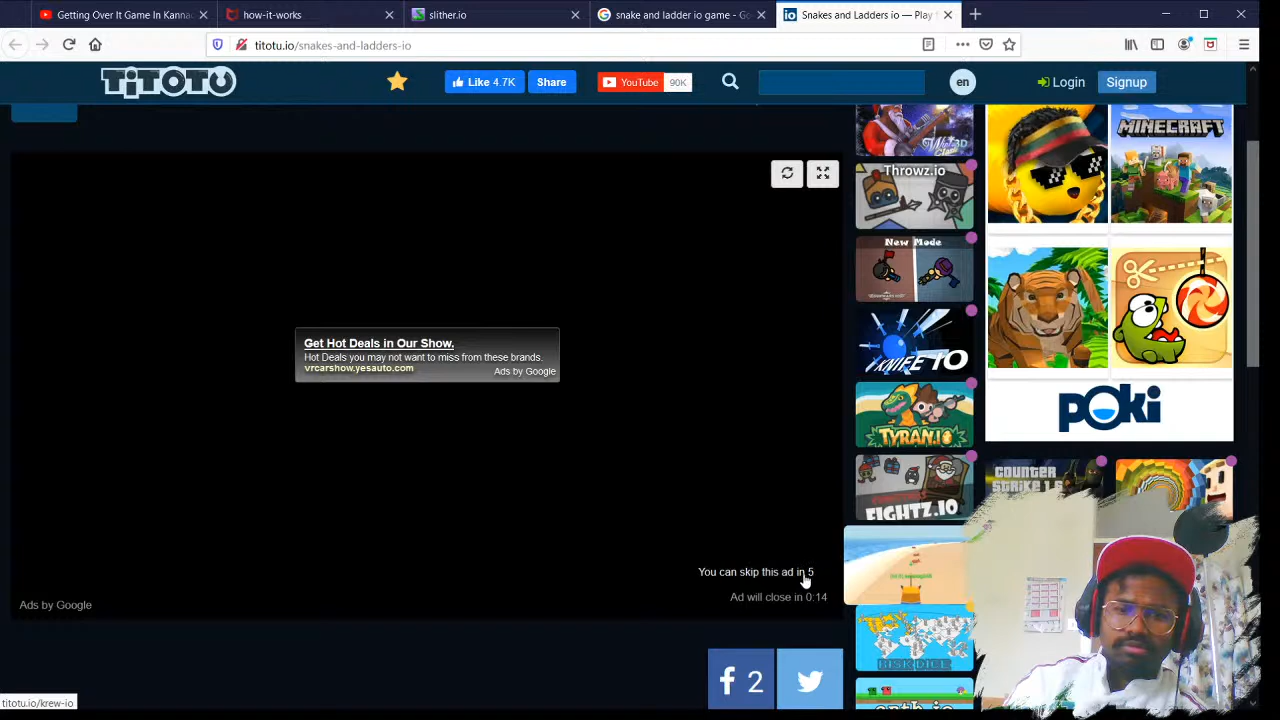 Getting Over It Game In Kannac
how-it-works
slither.io
snake and ladder io game - Go
Snakes and Ladders io — Play
titotu.io/snakes-and-ladders-io
TiTOTU
Like 4.7K
Share
YouTube
90K
en
Login
Signup
Throwz.io
New Mode
KNIFE IO
TYRAN.IO
FIGHTZ.IO
RISK DICE
MINECRAFT
poki
COUNTER
STRIKE 1.6
Get Hot Deals in Our Show.
Hot Deals you may not want to miss from these brands.
vrcarshow.yesauto.com
Ads by Google
You can skip this ad in 5
Ad will close in 0:14
Ads by Google
f 2
titotu.io/krew-io